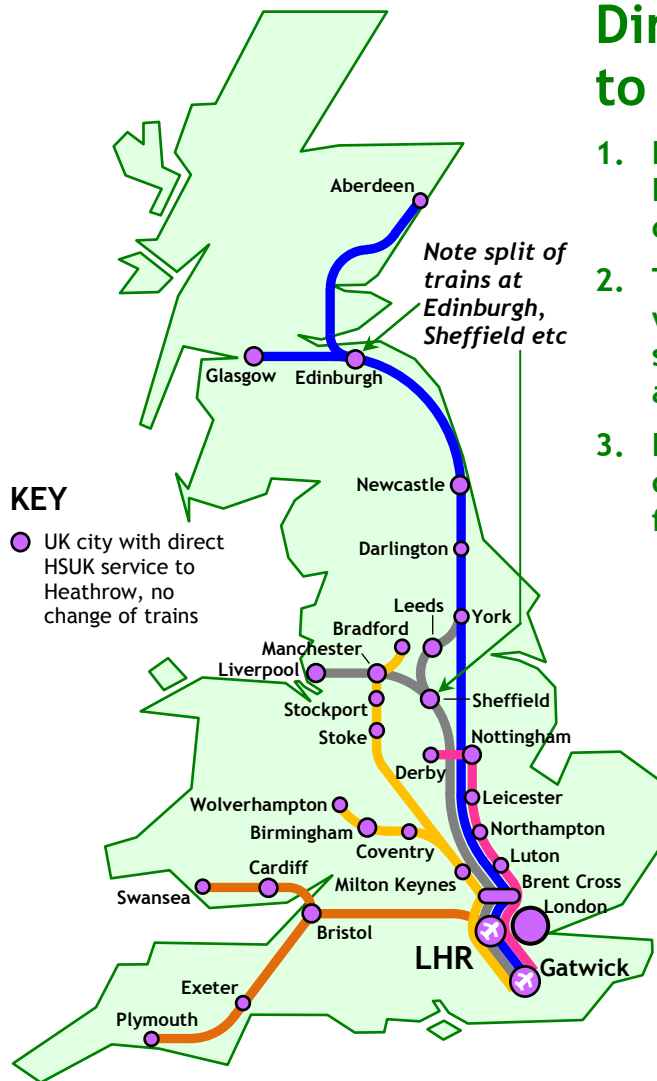 Dir
to
1.
2.
3.
Aberdeen
Note split of
trains at
Edinburgh,
Sheffield etc
Glasgow
Edinburgh
Newcastle
KEY
UK city with direct
HSUK service to
Heathrow, no
change of trains
Darlington
Leeds
York
Bradford
Manchester
Liverpool
Sheffield
Stockport
Stoke
Nottingham
Derby
Leicester
Wolverhampton
Birmingham
Northampton
Coventry
Luton
Milton Keynes
Brent Cross
Cardiff
Swansea
London
Bristol
LHR
Gatwick
Exeter
Plymouth